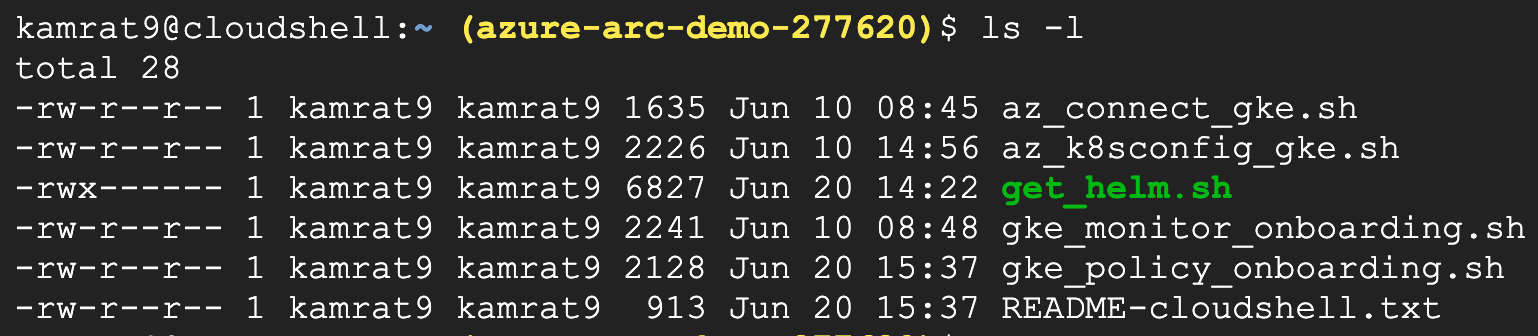 kamrat9@cloudshell:~ (azure-arc-demo-277620)$ ls -l
total 28
-rw-r--r-- 1 kamrat9 kamrat9 1635 Jun 10 08:45 az_connect_gke.sh
-rw-r--r-- 1 kamrat9 kamrat9 2226 Jun 10 14:56 az_k8sconfig_gke.sh
-rwx------ 1 kamrat9 kamrat9 6827 Jun 20 14:22 get_helm.sh
-rw-r--r-- 1 kamrat9 kamrat9 2241 Jun 10 08:48 gke_monitor_onboarding.sh
-rw-r--r-- 1 kamrat9 kamrat9 2128 Jun 20 15:37 gke_policy_onboarding.sh
-rw-r--r-- 1 kamrat9 kamrat9  913 Jun 20 15:37 README-cloudshell.txt